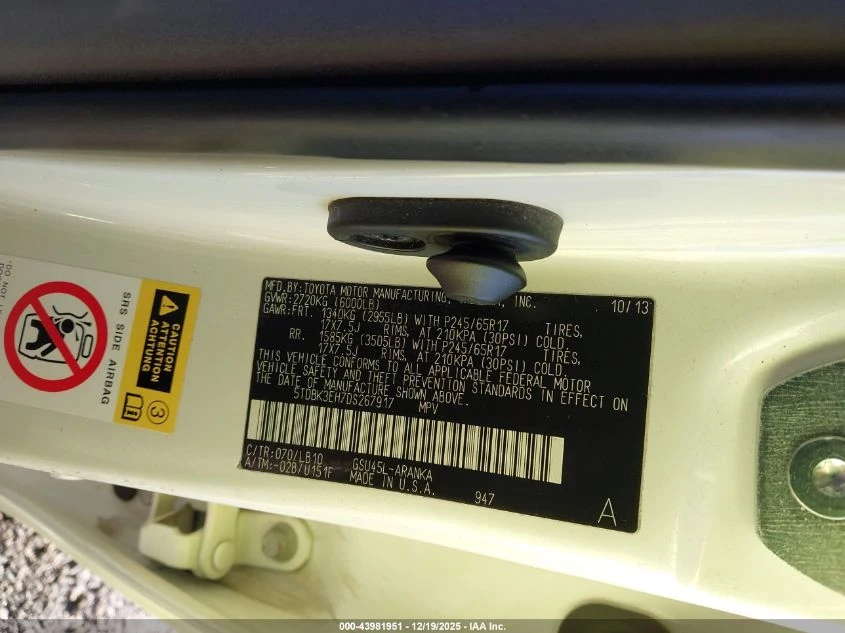 MFD.BY:TOYOTA MOTOR MANUFACTURING, INC. 10/13
GVWR:2720KG (6000LB)
GAWR:FRT. 1340KG (2955LB) WITH P245/65R17 TIRES,
17X7.5J RIMS, AT 210KPA (30PSI) COLD.
RR. 1585KG (3505LB) WITH P245/65R17 TIRES,
17X7.5J RIMS, AT 210KPA (30PSI) COLD.
THIS VEHICLE CONFORMS TO ALL APPLICABLE FEDERAL MOTOR
VEHICLE SAFETY AND THEFT PREVENTION STANDARDS IN EFFECT ON
THE DATE OF MANUFACTURE SHOWN ABOVE.
5TDBK3EH7DS267917 MPV
C/TR:070/LB10 GSU45L-ARANKA
A/TM:-02B/U151F MADE IN U.S.A.
947 A
SRS SIDE AIRBAG
CAUTION
ATTENTION
ACHTUNG
3
"DO NOT
000-43981951 - 12/19/2025 - IAA Inc.